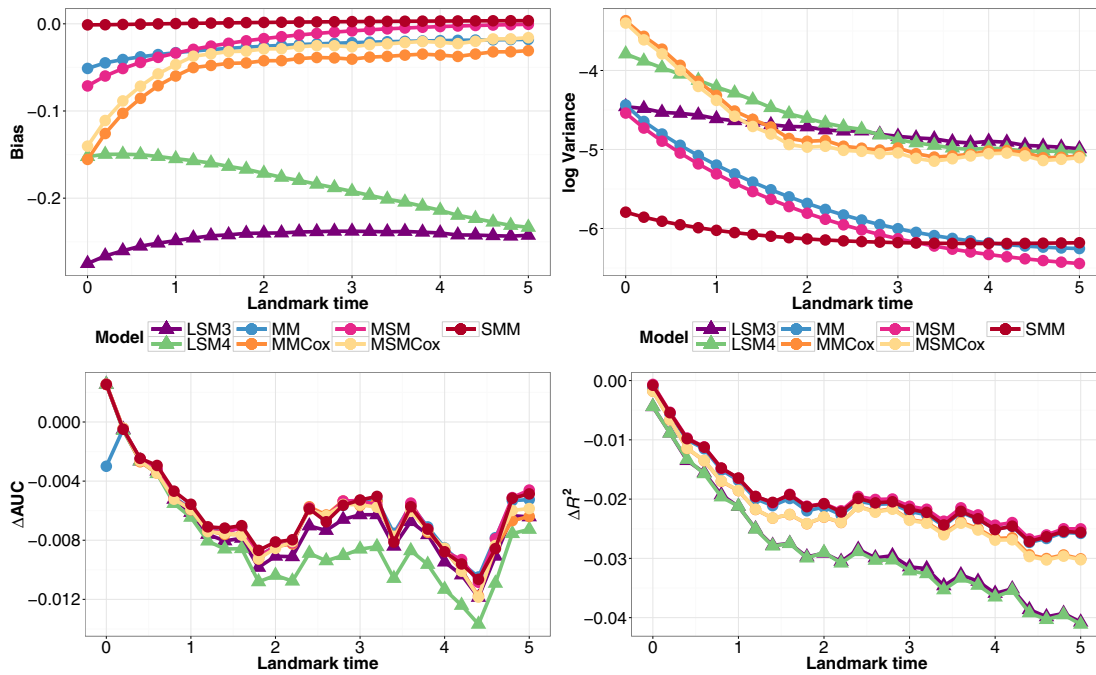 0.0
−0.1
−0.2
Bias
0 1 2 3 4 5
Landmark time
−4
−5
−6
log Variance
0 1 2 3 4 5
Landmark time
Model LSM3 MM MSM SMM
LSM4 MMCox MSMCox
Model LSM3 MM MSM SMM
LSM4 MMCox MSMCox
0.000
−0.004
−0.008
−0.012
ΔAUC
0 1 2 3 4 5
Landmark time
0.00
−0.01
−0.02
−0.03
−0.04
ΔR²
0 1 2 3 4 5
Landmark time